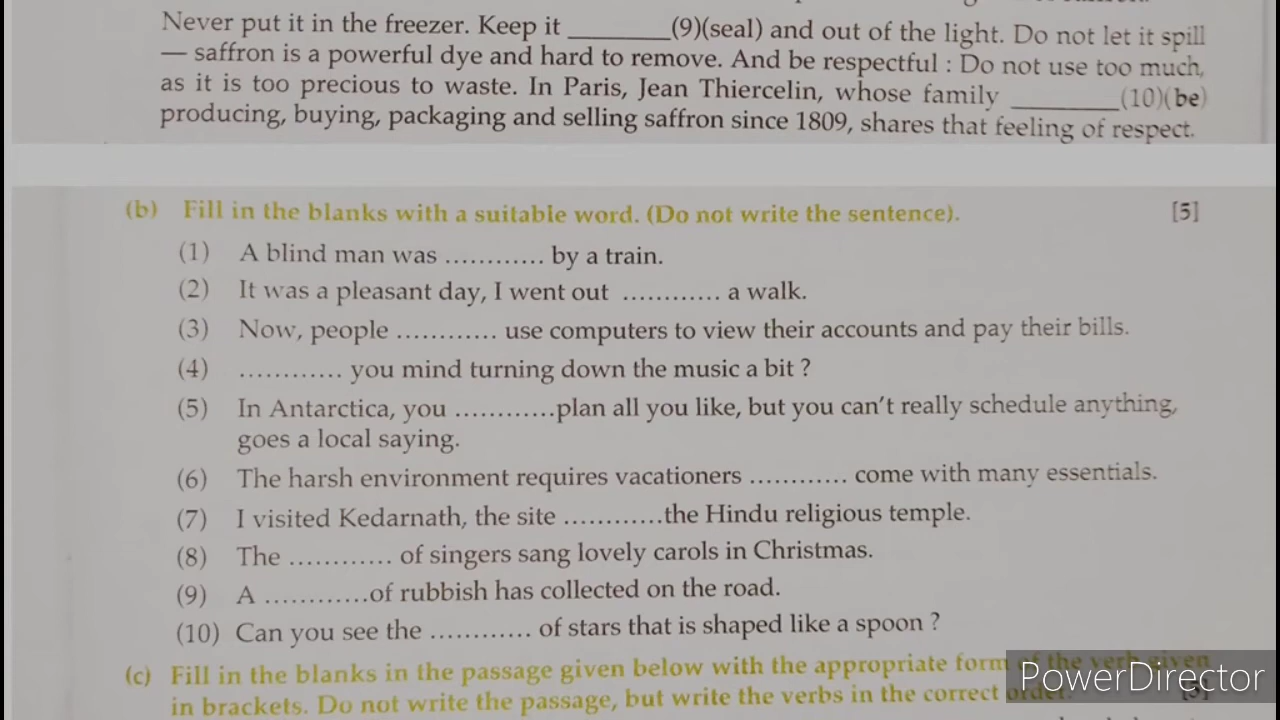 Never put it in the freezer. Keep it ________(9)(seal) and out of the light. Do not let it spill
— saffron is a powerful dye and hard to remove. And be respectful : Do not use too much,
as it is too precious to waste. In Paris, Jean Thiercelin, whose family ________(10)(be)
producing, buying, packaging and selling saffron since 1809, shares that feeling of respect.
(b) Fill in the blanks with a suitable word. (Do not write the sentence). [5]
(1) A blind man was ............ by a train.
(2) It was a pleasant day, I went out ............ a walk.
(3) Now, people ............ use computers to view their accounts and pay their bills.
(4) ............ you mind turning down the music a bit ?
(5) In Antarctica, you ............plan all you like, but you can't really schedule anything,
goes a local saying.
(6) The harsh environment requires vacationers ............ come with many essentials.
(7) I visited Kedarnath, the site ............the Hindu religious temple.
(8) The ............ of singers sang lovely carols in Christmas.
(9) A ............of rubbish has collected on the road.
(10) Can you see the ............ of stars that is shaped like a spoon ?
(c) Fill in the blanks in the passage given below with the appropriate form of the verb given
in brackets. Do not write the passage, but write the verbs in the correct order. [5]
PowerDirector